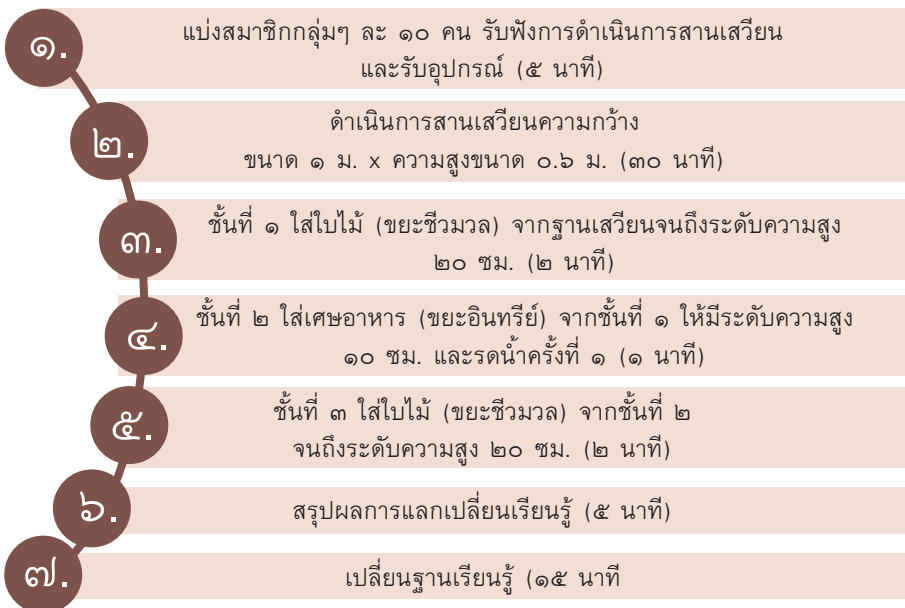 ๑.
แบ่งสมาชิกกลุ่มๆ ละ ๑๐ คน รับฟังการดำเนินการสานเสวียน
และรับอุปกรณ์ (๕ นาที)
๒.
ดำเนินการสานเสวียนความกว้าง
ขนาด ๑ ม. x ความสูงขนาด ๐.๖ ม. (๓๐ นาที)
๓.
ชั้นที่ ๑ ใส่ใบไม้ (ขยะชีวมวล) จากฐานเสวียนจนถึงระดับความสูง
๒๐ ซม. (๒ นาที)
๔.
ชั้นที่ ๒ ใส่เศษอาหาร (ขยะอินทรีย์) จากชั้นที่ ๑ ให้มีระดับความสูง
๑๐ ซม. และรดน้ำครั้งที่ ๑ (๑ นาที)
๕.
ชั้นที่ ๓ ใส่ใบไม้ (ขยะชีวมวล) จากชั้นที่ ๒
จนถึงระดับความสูง ๒๐ ซม. (๒ นาที)
๖.
สรุปผลการแลกเปลี่ยนเรียนรู้ (๕ นาที)
๗.
เปลี่ยนฐานเรียนรู้ (๑๕ นาที